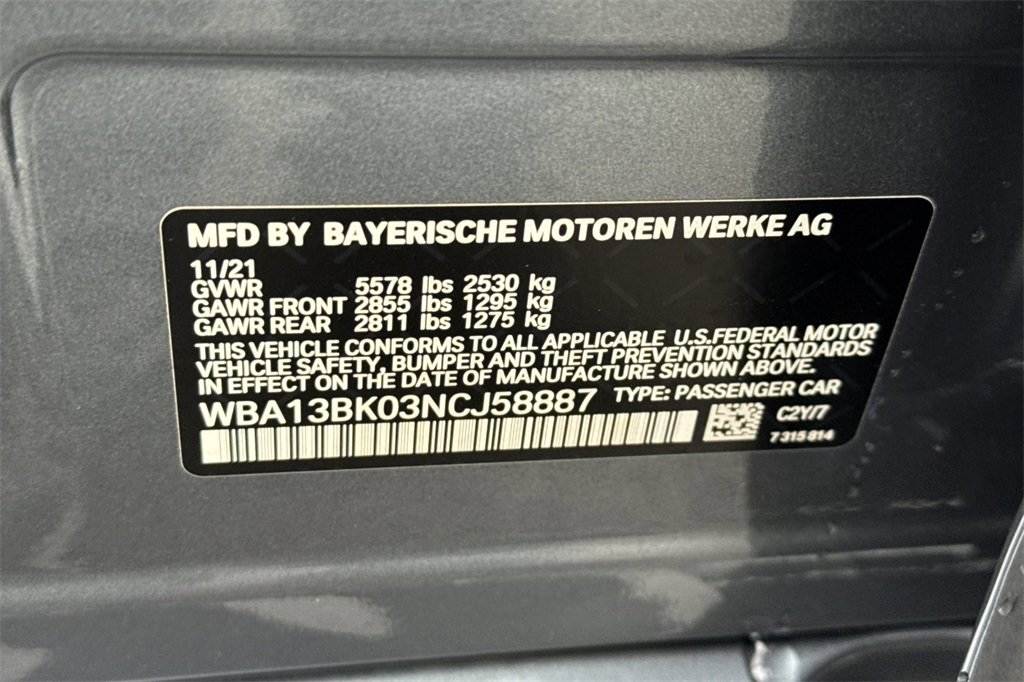 MFD BY BAYERISCHE MOTOREN WERKE AG
11/21
GVWR 5578 lbs 2530 kg
GAWR FRONT 2855 lbs 1295 kg
GAWR REAR 2811 lbs 1275 kg
THIS VEHICLE CONFORMS TO ALL APPLICABLE U.S.FEDERAL MOTOR
VEHICLE SAFETY, BUMPER AND THEFT PREVENTION STANDARDS
IN EFFECT ON THE DATE OF MANUFACTURE SHOWN ABOVE.
WBA13BK03NCJ58887 TYPE: PASSENGER CAR
C2Y/7
7 315 814